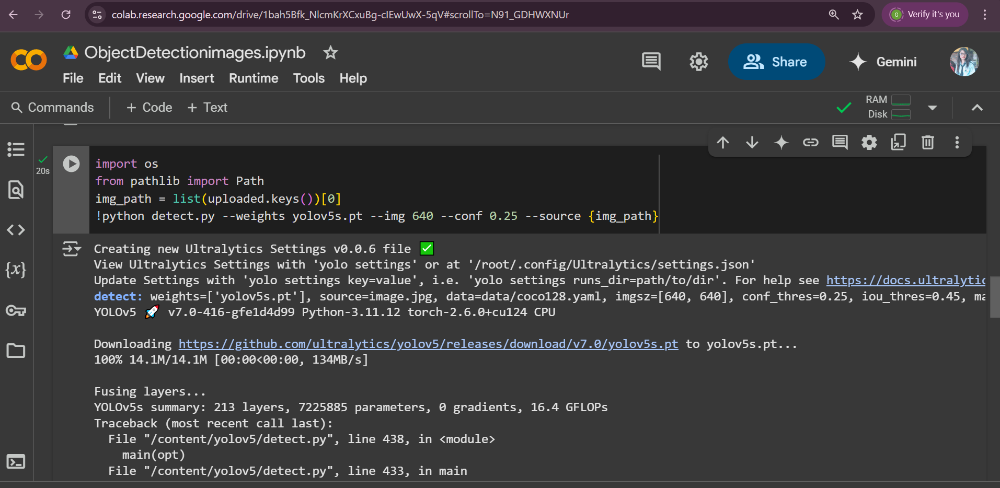 colab.research.google.com/drive/1bah5Bfk_NlcmKrXCxuBg-cIEwUwX-5qV#scrollTo=N91_GDHWXNUr
G
Verify it's you
CO
ObjectDetectionimages.ipynb
File Edit View Insert Runtime Tools Help
Share
Gemini
Commands
+ Code + Text
RAM
Disk
20s
import os
from pathlib import Path
img_path = list(uploaded.keys())[0]
!python detect.py --weights yolov5s.pt --img 640 --conf 0.25 --source {img_path}
Creating new Ultralytics Settings v0.0.6 file ✅
View Ultralytics Settings with 'yolo settings' or at '/root/.config/Ultralytics/settings.json'
Update Settings with 'yolo settings key=value', i.e. 'yolo settings runs_dir=path/to/dir'. For help see https://docs.ultralytic
detect: weights=['yolov5s.pt'], source=image.jpg, data=data/coco128.yaml, imgsz=[640, 640], conf_thres=0.25, iou_thres=0.45, ma
YOLOv5 🚀 v7.0-416-gfe1d4d99 Python-3.11.12 torch-2.6.0+cu124 CPU
Downloading https://github.com/ultralytics/yolov5/releases/download/v7.0/yolov5s.pt to yolov5s.pt...
100% 14.1M/14.1M [00:00<00:00, 134MB/s]
Fusing layers...
YOLOv5s summary: 213 layers, 7225885 parameters, 0 gradients, 16.4 GFLOPs
Traceback (most recent call last):
File "/content/yolov5/detect.py", line 438, in <module>
main(opt)
File "/content/yolov5/detect.py", line 433, in main